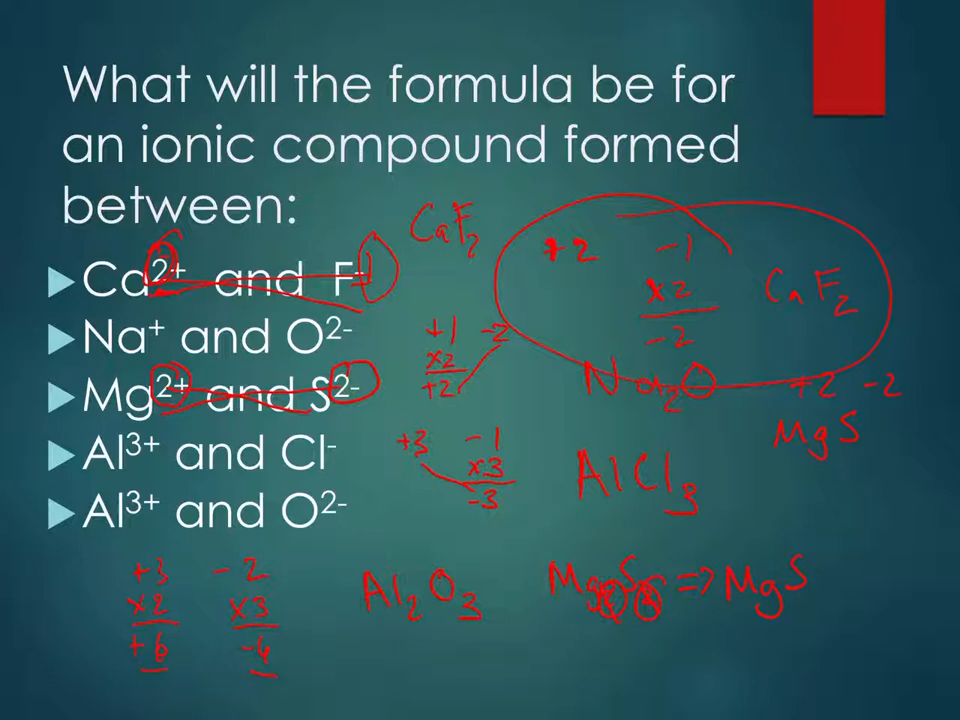 What will the formula be for
an ionic compound formed
between:
CaF₂
Ca²⁺ and F⁻
+2 -1
x2
-2
CaF₂
Na⁺ and O²⁻
+1 -2
x2
+2
Na₂O
Mg²⁺ and S²⁻
+2 -2
MgS
Al³⁺ and Cl⁻
+3 -1
x3
-3
AlCl₃
Al³⁺ and O²⁻
+3 -2
x2 x3
+6 -6
Al₂O₃
Mg₂S₂ => MgS